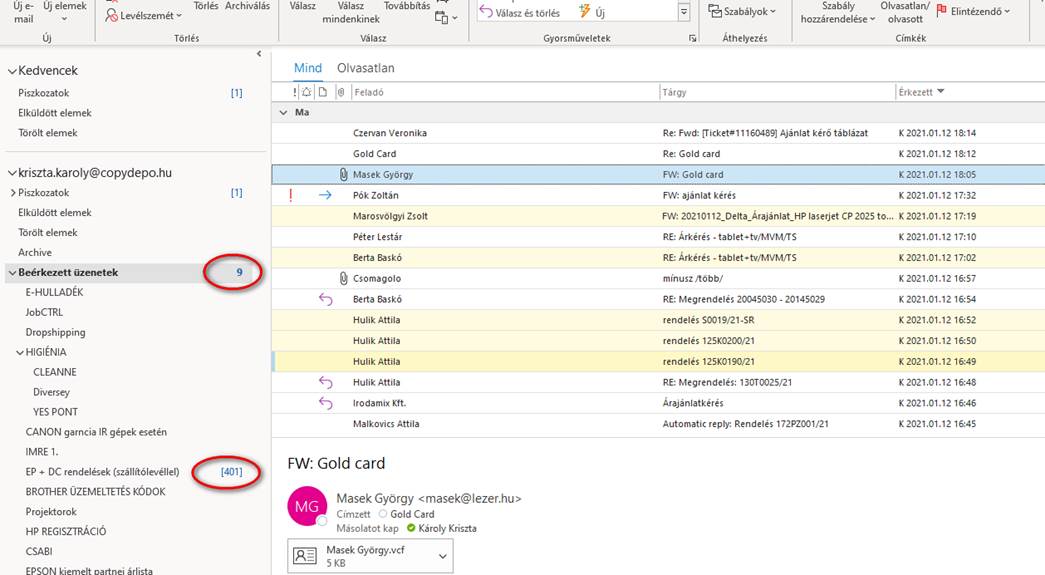 Új e-
mail
Új elemek
Új
Levélszemét
Törlés
Archiválás
Törlés
Válasz
Válasz
mindenkinek
Továbbítás
Válasz
Válasz és törlés
Új
Gyorsműveletek
Szabályok
Áthelyezés
Szabály
hozzárendelése
Olvasatlan/
olvasott
Elintézendő
Címkék
Kedvencek
Piszkozatok [1]
Elküldött elemek
Törölt elemek
kriszta.karoly@copydepo.hu
Piszkozatok [1]
Elküldött elemek
Törölt elemek
Archive
Beérkezett üzenetek 9
E-HULLADÉK
JobCTRL
Dropshipping
HIGIÉNIA
CLEANNE
Diversey
YES PONT
CANON garncia IR gépek esetén
IMRE 1.
EP + DC rendelések (szállítólevéllel) [401]
BROTHER ÜZEMELTETÉS KÓDOK
Projektorok
HP REGISZTRÁCIÓ
CSABI
EPSON kiemelt partnei árlista
Mind Olvasatlan
! Feladó Tárgy Érkezett
Ma
Czervan Veronika Re: Fwd: [Ticket#11160489] Ajánlat kérő táblázat K 2021.01.12 18:14
Gold Card Re: Gold card K 2021.01.12 18:12
Masek György FW: Gold card K 2021.01.12 18:05
! Pók Zoltán FW: ajánlat kérés K 2021.01.12 17:32
Marosvölgyi Zsolt FW: 20210112_Delta_Árajánlat_HP laserjet CP 2025 to... K 2021.01.12 17:19
Péter Lestár RE: Árkérés - tablet+tv/MVM/TS K 2021.01.12 17:10
Berta Baskó RE: Árkérés - tablet+tv/MVM/TS K 2021.01.12 17:02
Csomagolo mínusz /több/ K 2021.01.12 16:57
Berta Baskó RE: Megrendelés 20045030 - 20145029 K 2021.01.12 16:54
Hulik Attila rendelés S0019/21-SR K 2021.01.12 16:52
Hulik Attila rendelés 125K0200/21 K 2021.01.12 16:50
Hulik Attila rendelés 125K0190/21 K 2021.01.12 16:49
Hulik Attila RE: Megrendelés: 130T0025/21 K 2021.01.12 16:48
Irodamix Kft. Árajánlatkérés K 2021.01.12 16:46
Malkovics Attila Automatic reply: Rendelés 172PZ001/21 K 2021.01.12 16:45
FW: Gold card
MG
Masek György <masek@lezer.hu>
Címzett Gold Card
Másolatot kap Károly Kriszta
Masek György.vcf
5 KB